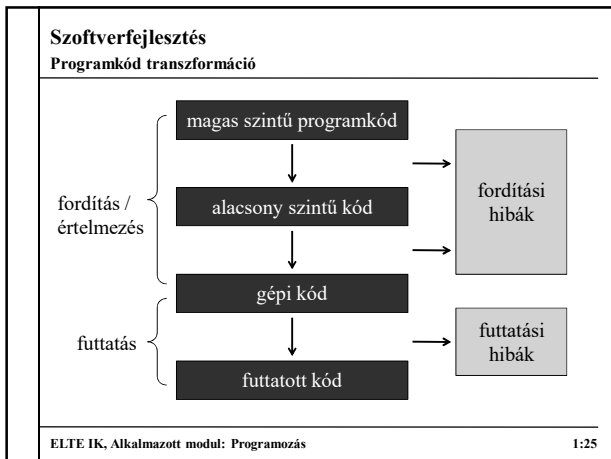 Szoftverfejlesztés
Programkód transzformáció
magas szintű programkód
fordítás /
értelmezés
alacsony szintű kód
fordítási
hibák
gépi kód
futtatás
futtatási
hibák
futtatott kód
ELTE IK, Alkalmazott modul: Programozás 1:25